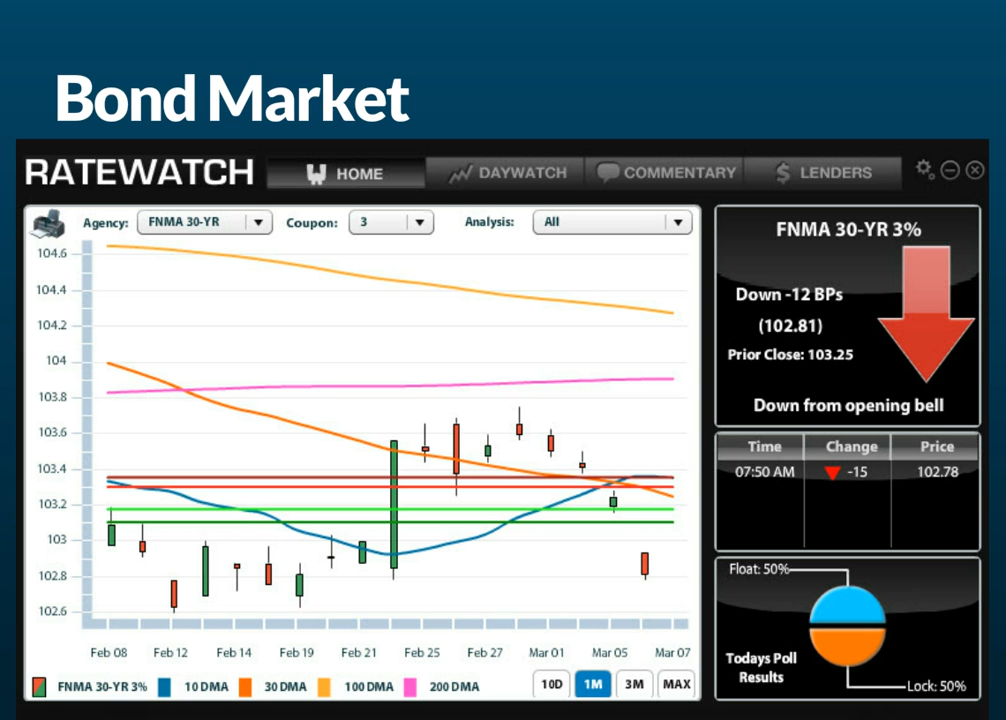 Bond Market
RATEWATCH HOME DAYWATCH COMMENTARY LENDERS
Agency: FNMA 30-YR Coupon: 3 Analysis: All
104.6
104.4
104.2
104
103.8
103.6
103.4
103.2
103
102.8
102.6
Feb 08 Feb 12 Feb 14 Feb 19 Feb 21 Feb 25 Feb 27 Mar 01 Mar 05 Mar 07
FNMA 30-YR 3% 10 DMA 30 DMA 100 DMA 200 DMA 10D 1M 3M MAX
FNMA 30-YR 3%
Down -12 BPs
(102.81)
Prior Close: 103.25
Down from opening bell
Time Change Price
07:50 AM -15 102.78
Float: 50%
Todays Poll
Results
Lock: 50%